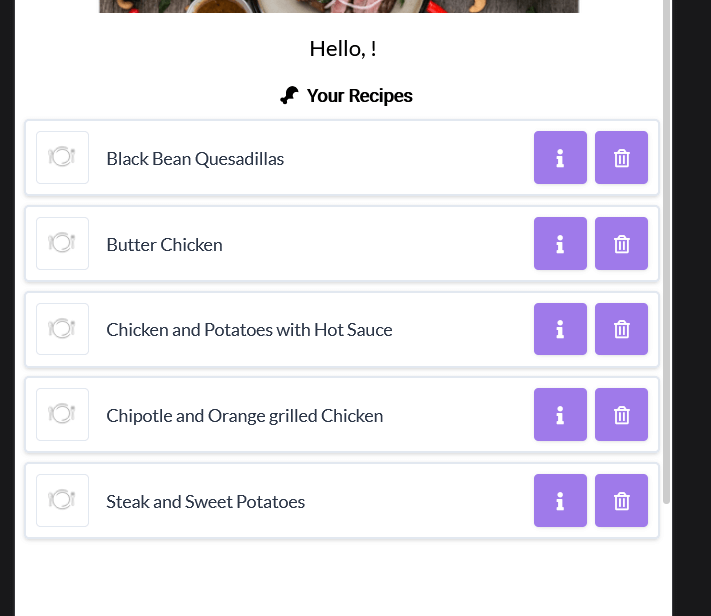 Hello, !
Your Recipes
Black Bean Quesadillas
Butter Chicken
Chicken and Potatoes with Hot Sauce
Chipotle and Orange grilled Chicken
Steak and Sweet Potatoes